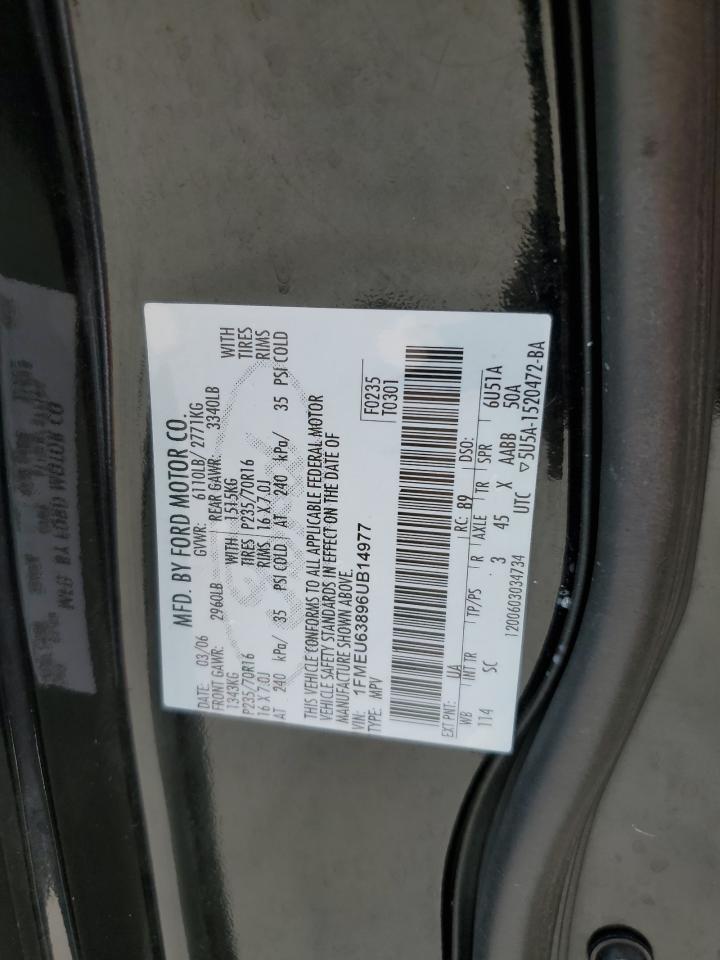 MFD. BY FORD MOTOR CO.
DATE: 03/06 GVWR: 6110LB/ 2771KG
FRONT GAWR: 2960LB REAR GAWR: 3340LB
1343KG WITH 1515KG WITH
P235/70R16 TIRES P235/70R16 TIRES
16 X 7.0J RIMS 16 X 7.0J RIMS
AT 240 kPa/ 35 PSI COLD AT 240 kPa/ 35 PSI COLD
THIS VEHICLE CONFORMS TO ALL APPLICABLE FEDERAL MOTOR
VEHICLE SAFETY STANDARDS IN EFFECT ON THE DATE OF
MANUFACTURE SHOWN ABOVE.
VIN: 1FMEU63896UB14977 F0235
TYPE: MPV T0301
EXT PNT: UA RC: 89 DSO:
WB INT TR TP/PS R AXLE TR SPR 6U5TA
114 SC 3 45 X AABB 50A
1200603034734 UTC ▽5U5A-1520472-BA